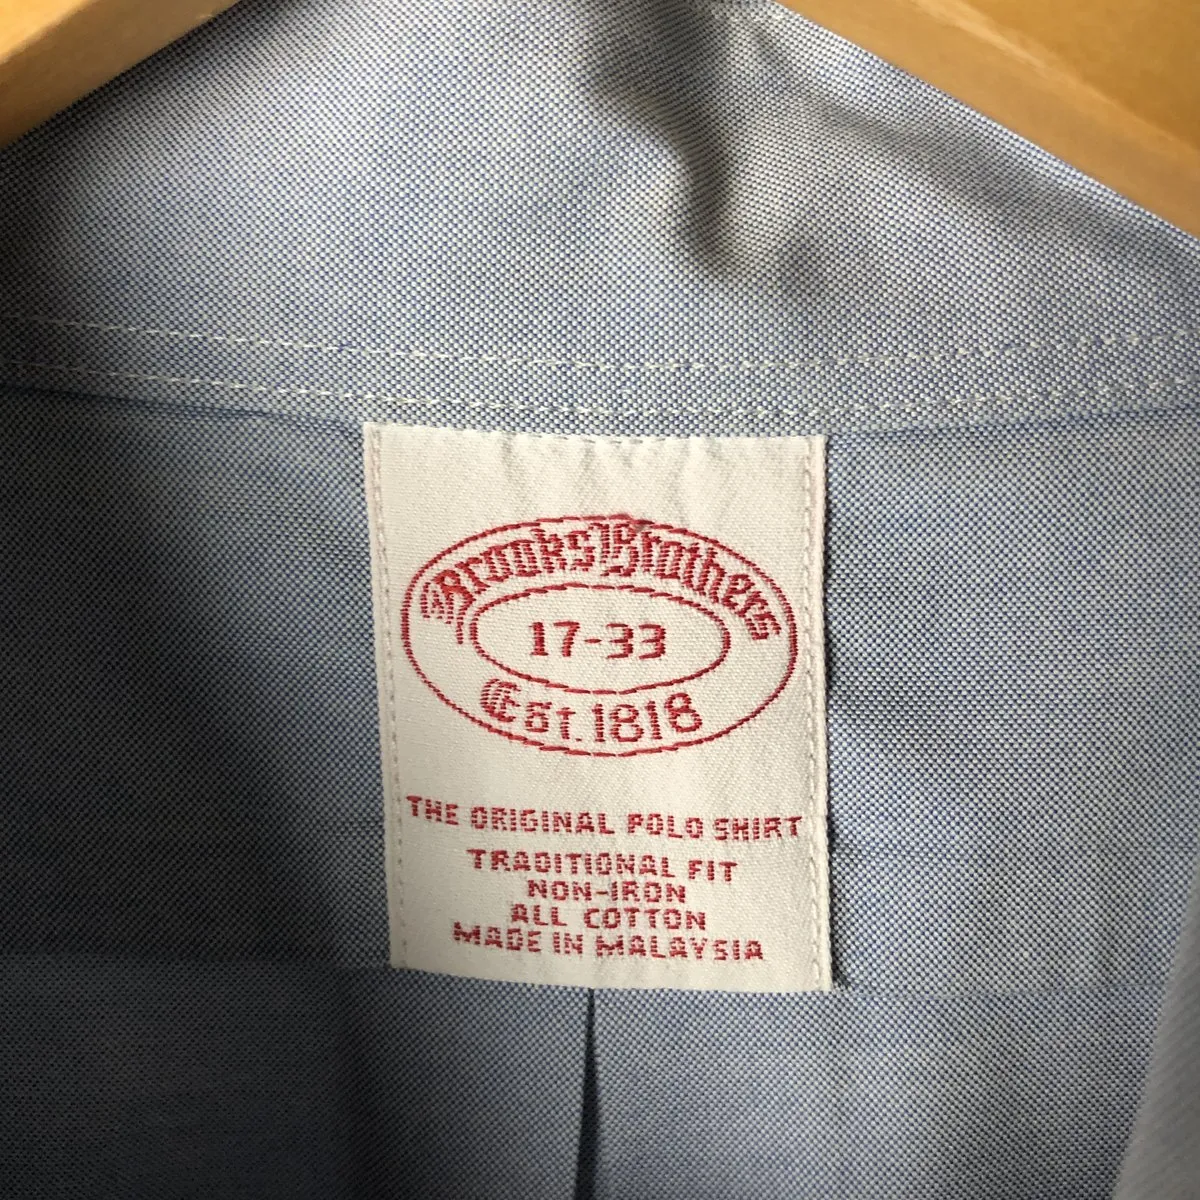 Brooks Brothers
17-33
Est. 1818
THE ORIGINAL POLO SHIRT
TRADITIONAL FIT
NON-IRON
ALL COTTON
MADE IN MALAYSIA